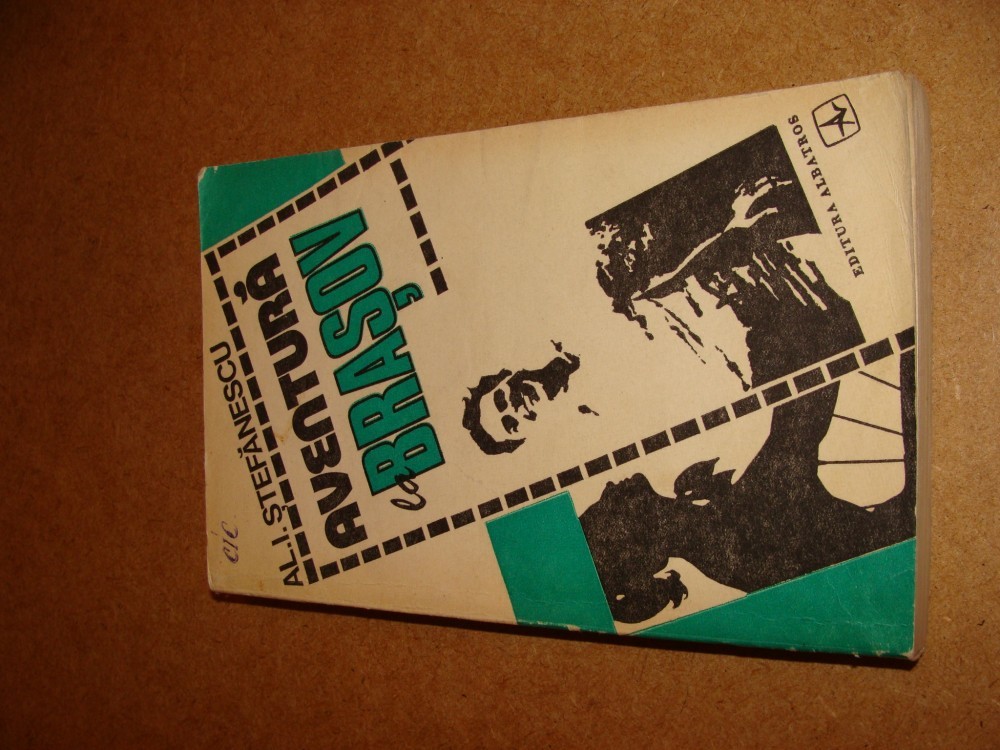 AL.I. ȘTEFĂNESCU
AVENTURĂ
la BRAȘOV
EDITURA ALBATROS